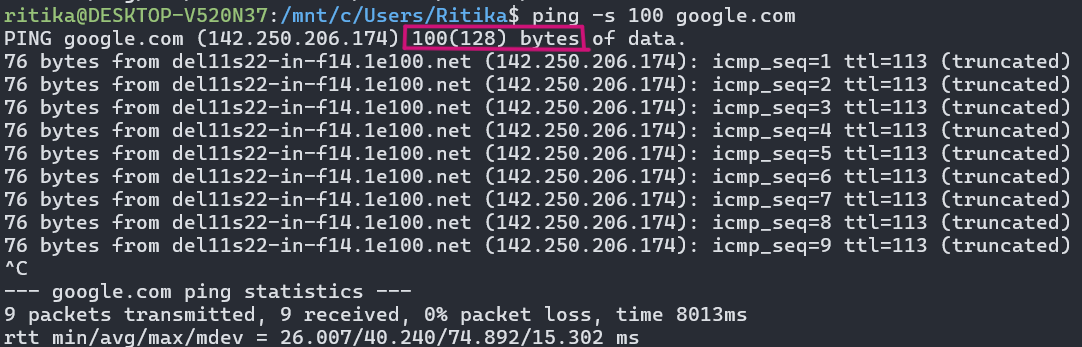 ritika@DESKTOP-V520N37:/mnt/c/Users/Ritika$ ping -s 100 google.com
PING google.com (142.250.206.174) 100(128) bytes of data.
76 bytes from del11s22-in-f14.1e100.net (142.250.206.174): icmp_seq=1 ttl=113 (truncated)
76 bytes from del11s22-in-f14.1e100.net (142.250.206.174): icmp_seq=2 ttl=113 (truncated)
76 bytes from del11s22-in-f14.1e100.net (142.250.206.174): icmp_seq=3 ttl=113 (truncated)
76 bytes from del11s22-in-f14.1e100.net (142.250.206.174): icmp_seq=4 ttl=113 (truncated)
76 bytes from del11s22-in-f14.1e100.net (142.250.206.174): icmp_seq=5 ttl=113 (truncated)
76 bytes from del11s22-in-f14.1e100.net (142.250.206.174): icmp_seq=6 ttl=113 (truncated)
76 bytes from del11s22-in-f14.1e100.net (142.250.206.174): icmp_seq=7 ttl=113 (truncated)
76 bytes from del11s22-in-f14.1e100.net (142.250.206.174): icmp_seq=8 ttl=113 (truncated)
76 bytes from del11s22-in-f14.1e100.net (142.250.206.174): icmp_seq=9 ttl=113 (truncated)
^C
--- google.com ping statistics ---
9 packets transmitted, 9 received, 0% packet loss, time 8013ms
rtt min/avg/max/mdev = 26.007/40.240/74.892/15.302 ms